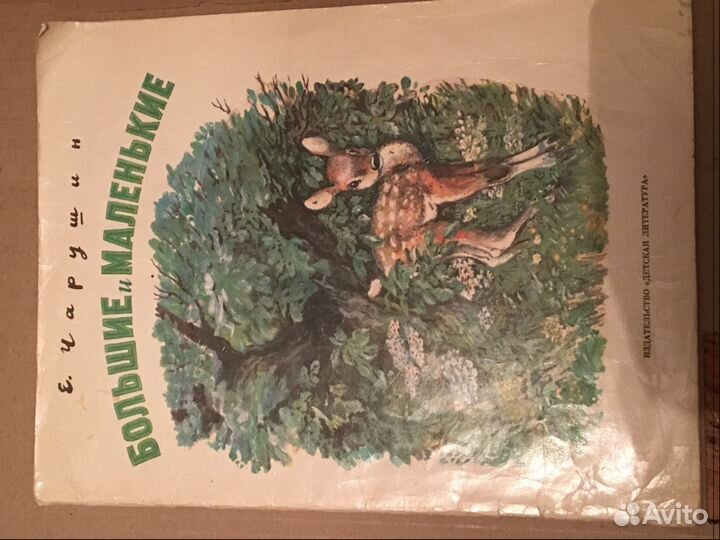 Е. Чарушин
БОЛЬШИЕ и МАЛЕНЬКИЕ
ИЗДАТЕЛЬСТВО «ДЕТСКАЯ ЛИТЕРАТУРА»
Avito